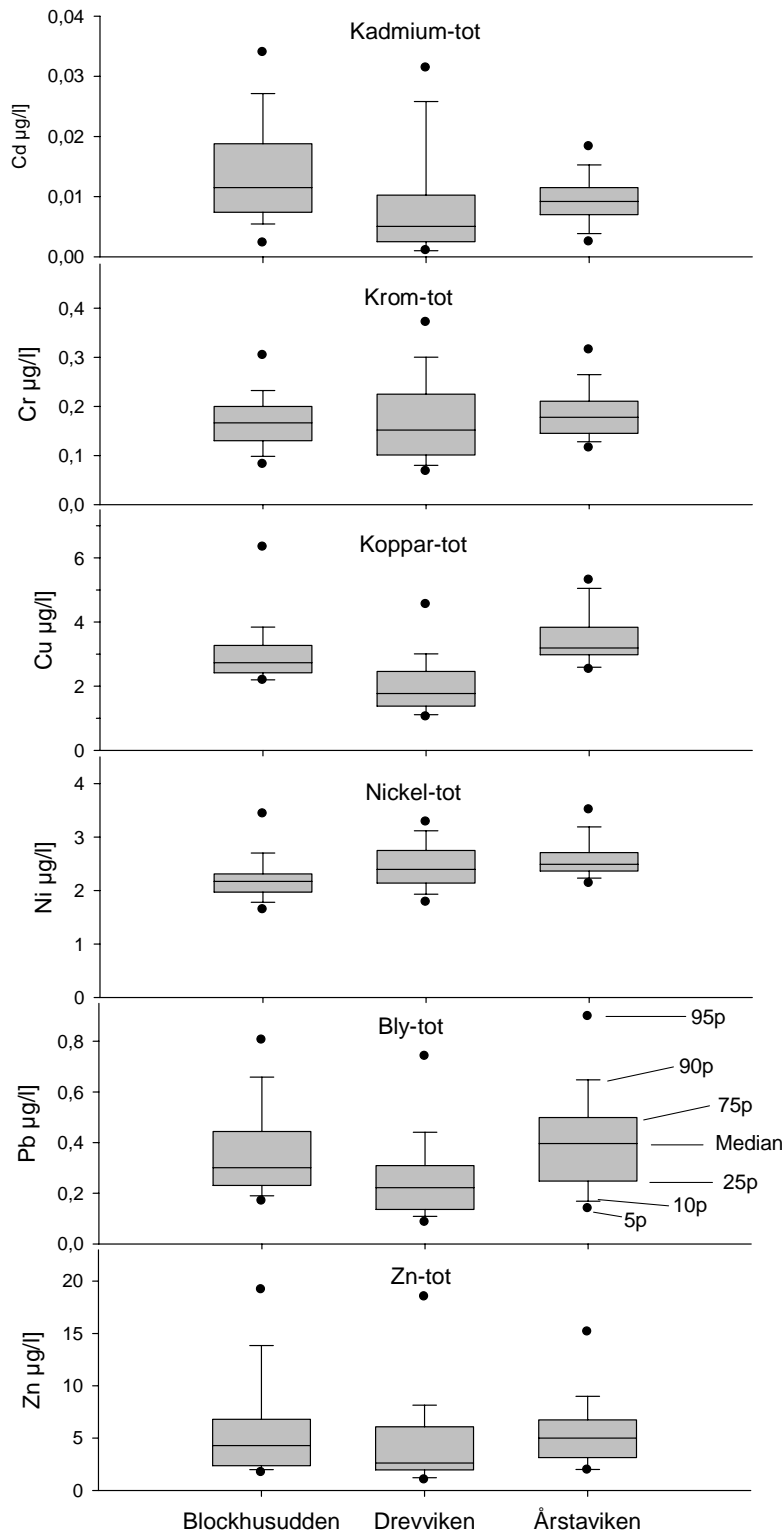 Kadmium-tot
Cd µg/l]
0,04
0,03
0,02
0,01
0,00
Krom-tot
Cr µg/l]
0,4
0,3
0,2
0,1
0,0
Koppar-tot
Cu µg/l]
6
4
2
0
Nickel-tot
Ni µg/l]
4
3
2
1
0
Bly-tot
Pb µg/l]
0,8
0,6
0,4
0,2
0,0
95p
90p
75p
Median
25p
10p
5p
Zn-tot
Zn µg/l]
20
15
10
5
0
Blockhusudden Drevviken Årstaviken